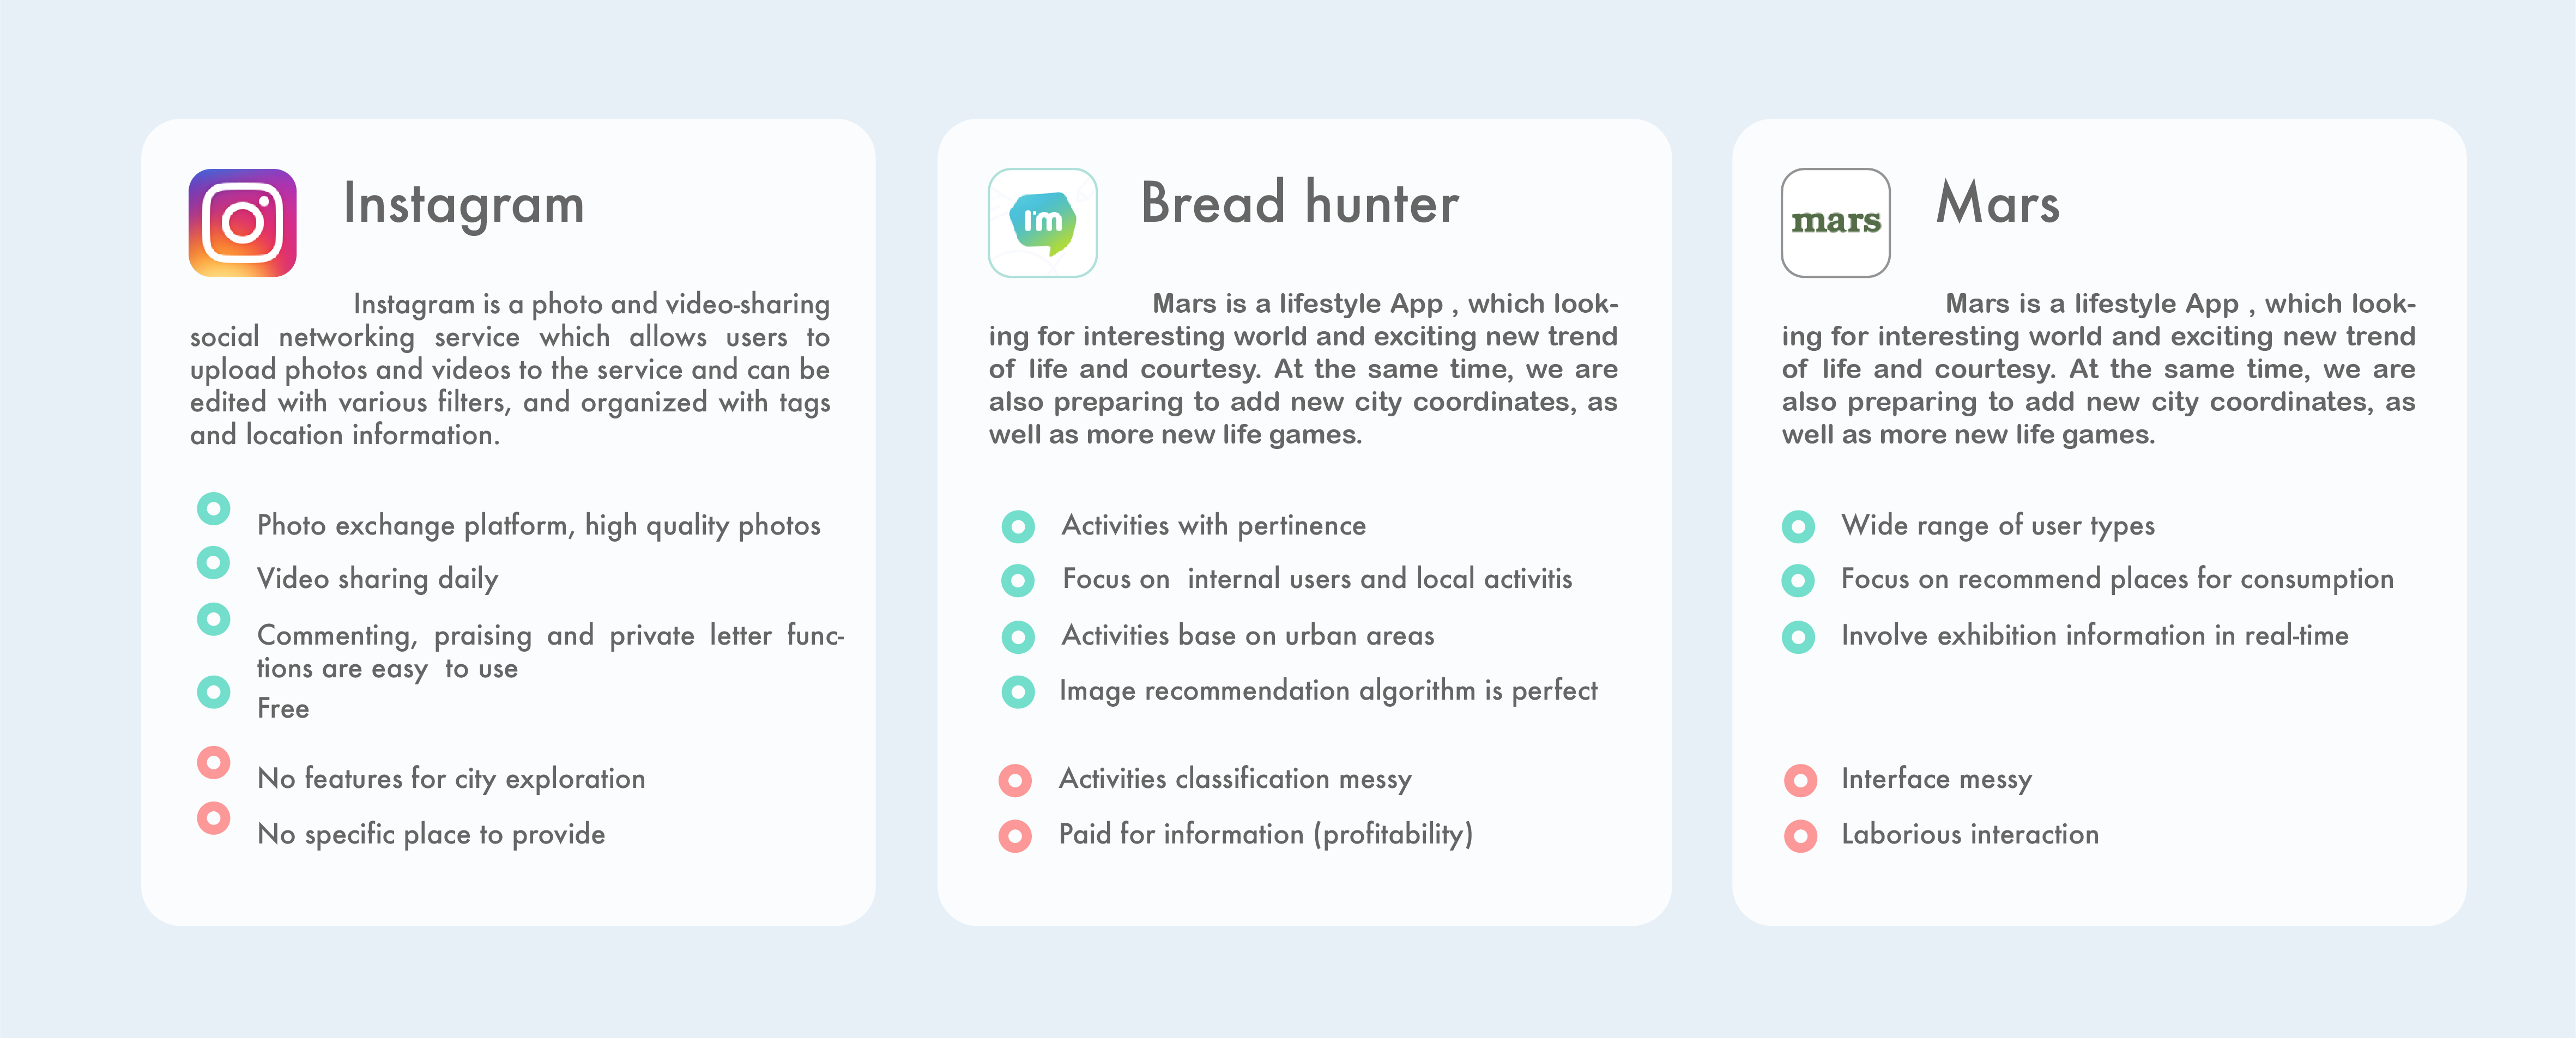 Instagram
Instagram is a photo and video-sharing
social networking service which allows users to
upload photos and videos to the service and can be
edited with various filters, and organized with tags
and location information.
Photo exchange platform, high quality photos
Video sharing daily
Commenting, praising and private letter func-
tions are easy to use
Free
No features for city exploration
No specific place to provide
I'm
Bread hunter
Mars is a lifestyle App , which look-
ing for interesting world and exciting new trend
of life and courtesy. At the same time, we are
also preparing to add new city coordinates, as
well as more new life games.
Activities with pertinence
Focus on internal users and local activitis
Activities base on urban areas
Image recommendation algorithm is perfect
Activities classification messy
Paid for information (profitability)
mars
Mars
Mars is a lifestyle App , which look-
ing for interesting world and exciting new trend
of life and courtesy. At the same time, we are
also preparing to add new city coordinates, as
well as more new life games.
Wide range of user types
Focus on recommend places for consumption
Involve exhibition information in real-time
Interface messy
Laborious interaction